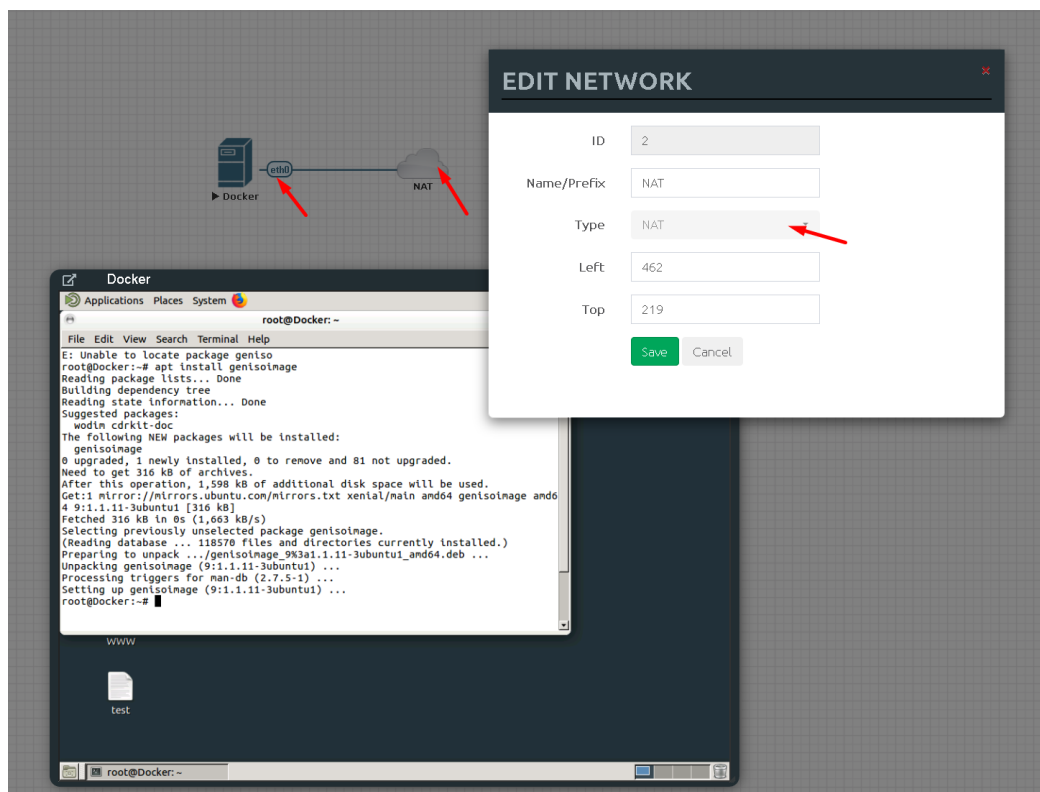 EDIT NETWORK
×
ID
2
Name/Prefix
NAT
Type
NAT
Left
462
Top
219
Save
Cancel
eth0
Docker
NAT
Docker
Applications Places System
root@Docker: ~
File Edit View Search Terminal Help
E: Unable to locate package geniso
root@Docker:~# apt install genisoimage
Reading package lists... Done
Building dependency tree
Reading state information... Done
Suggested packages:
wodim cdrkit-doc
The following NEW packages will be installed:
genisoimage
0 upgraded, 1 newly installed, 0 to remove and 81 not upgraded.
Need to get 316 kB of archives.
After this operation, 1,598 kB of additional disk space will be used.
Get:1 mirror://mirrors.ubuntu.com/mirrors.txt xenial/main amd64 genisoimage amd6
4 9:1.1.11-3ubuntu1 [316 kB]
Fetched 316 kB in 0s (1,663 kB/s)
Selecting previously unselected package genisoimage.
(Reading database ... 118570 files and directories currently installed.)
Preparing to unpack .../genisoimage_9%3a1.1.11-3ubuntu1_amd64.deb ...
Unpacking genisoimage (9:1.1.11-3ubuntu1) ...
Processing triggers for man-db (2.7.5-1) ...
Setting up genisoimage (9:1.1.11-3ubuntu1) ...
root@Docker:~#
www
test
root@Docker: ~